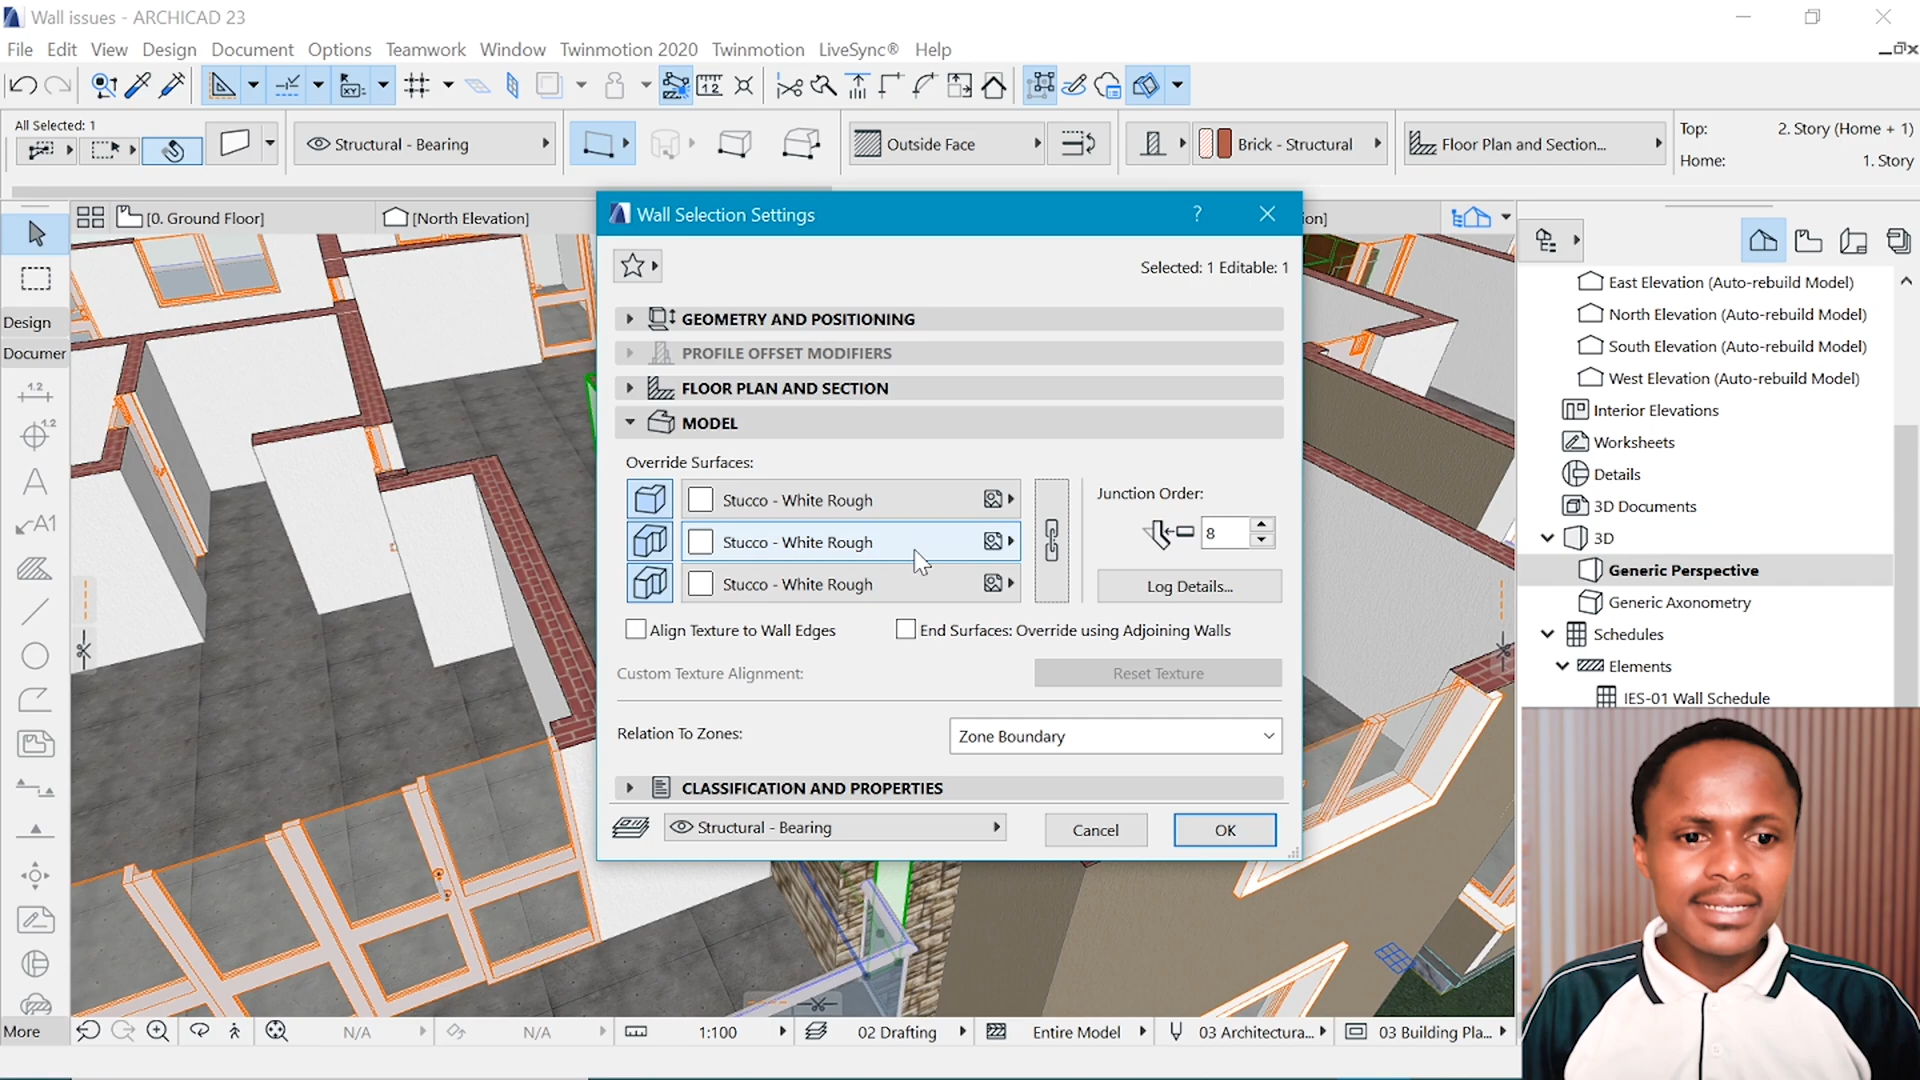 Wall issues - ARCHICAD 23
File Edit View Design Document Options Teamwork Window Twinmotion 2020 Twinmotion LiveSync® Help
All Selected: 1
Structural - Bearing
Outside Face
Brick - Structural
Floor Plan and Section...
Top: 2. Story (Home + 1)
Home: 1. Story
[0. Ground Floor]
[North Elevation]
ion]
Design
Documer
1.2
1.2
A
A1
More
Wall Selection Settings
?
Selected: 1 Editable: 1
GEOMETRY AND POSITIONING
PROFILE OFFSET MODIFIERS
FLOOR PLAN AND SECTION
MODEL
Override Surfaces:
Stucco - White Rough
Stucco - White Rough
Stucco - White Rough
Junction Order:
8
Log Details...
Align Texture to Wall Edges
End Surfaces: Override using Adjoining Walls
Custom Texture Alignment:
Reset Texture
Relation To Zones:
Zone Boundary
CLASSIFICATION AND PROPERTIES
Structural - Bearing
Cancel
OK
East Elevation (Auto-rebuild Model)
North Elevation (Auto-rebuild Model)
South Elevation (Auto-rebuild Model)
West Elevation (Auto-rebuild Model)
Interior Elevations
Worksheets
Details
3D Documents
3D
Generic Perspective
Generic Axonometry
Schedules
Elements
IES-01 Wall Schedule
N/A
N/A
1:100
02 Drafting
Entire Model
03 Architectura...
03 Building Pla...